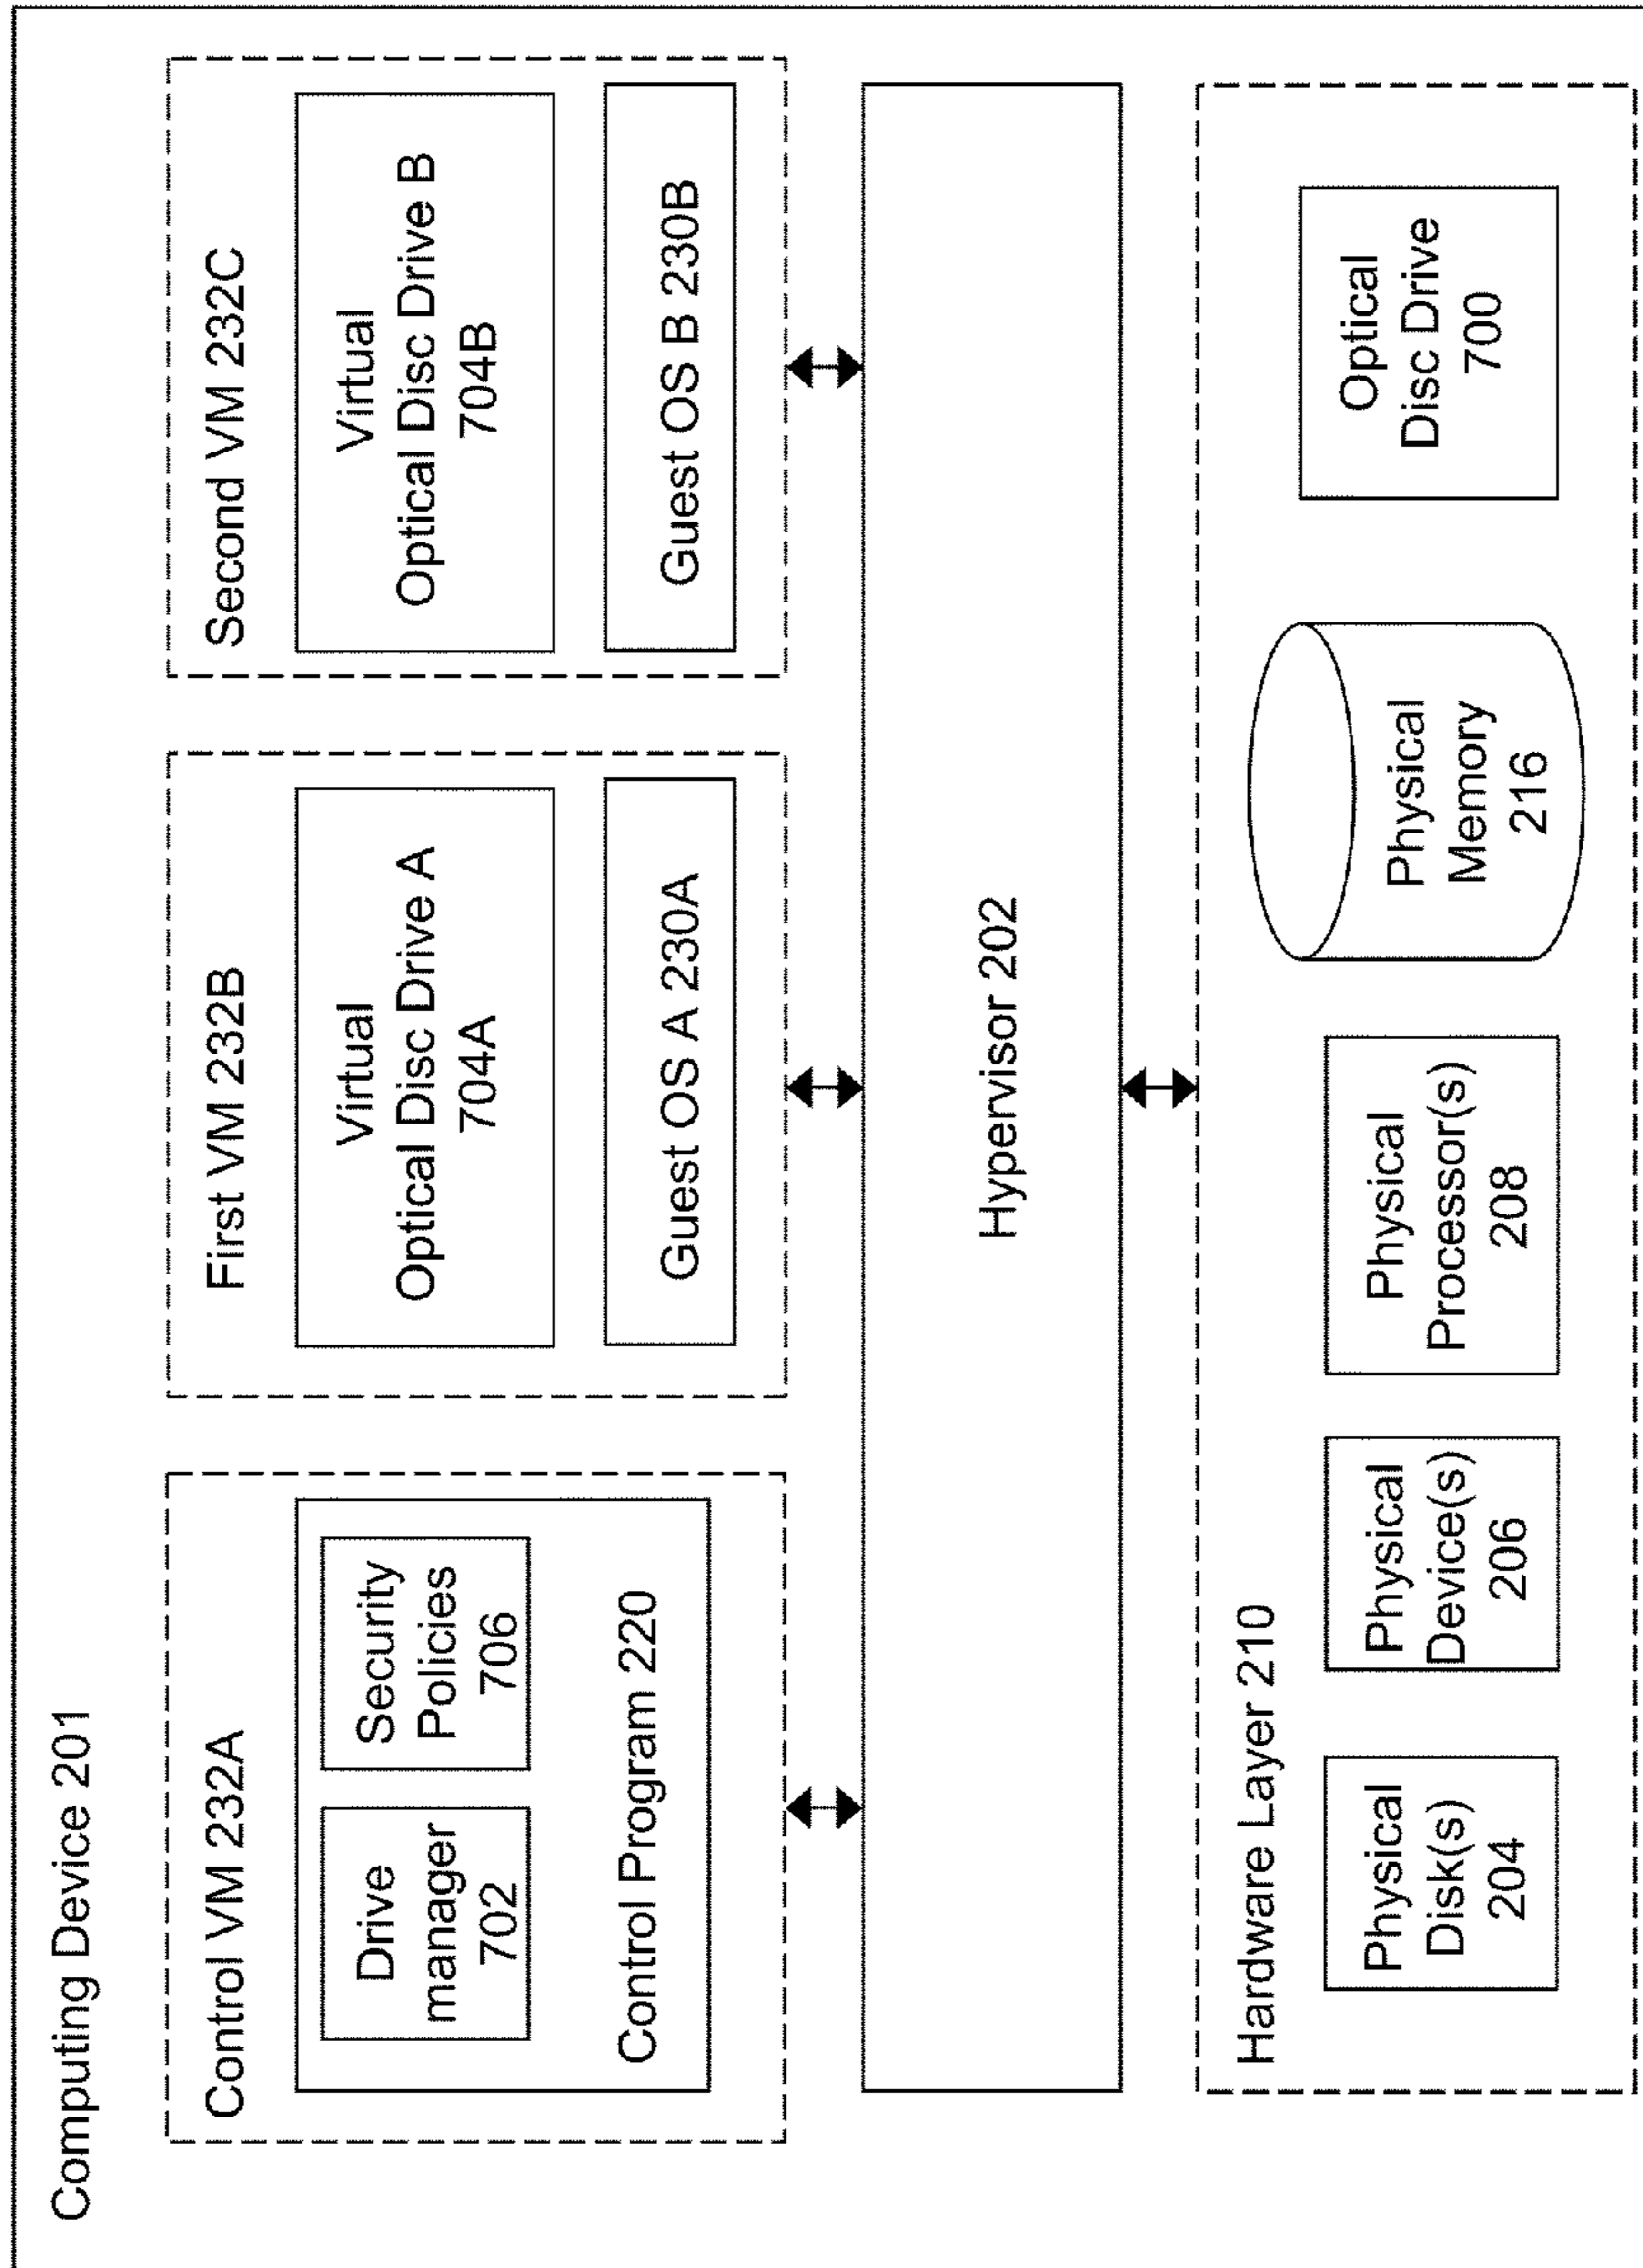 Computing Device 201
Control VM 232A
Drive
manager
702
Security
Policies
706
Control Program 220
First VM 232B
Virtual
Optical Disc Drive A
704A
Guest OS A 230A
Second VM 232C
Virtual
Optical Disc Drive B
704B
Guest OS B 230B
Hypervisor 202
Hardware Layer 210
Physical
Disk(s)
204
Physical
Device(s)
206
Physical
Processor(s)
208
Physical
Memory
216
Optical
Disc Drive
700